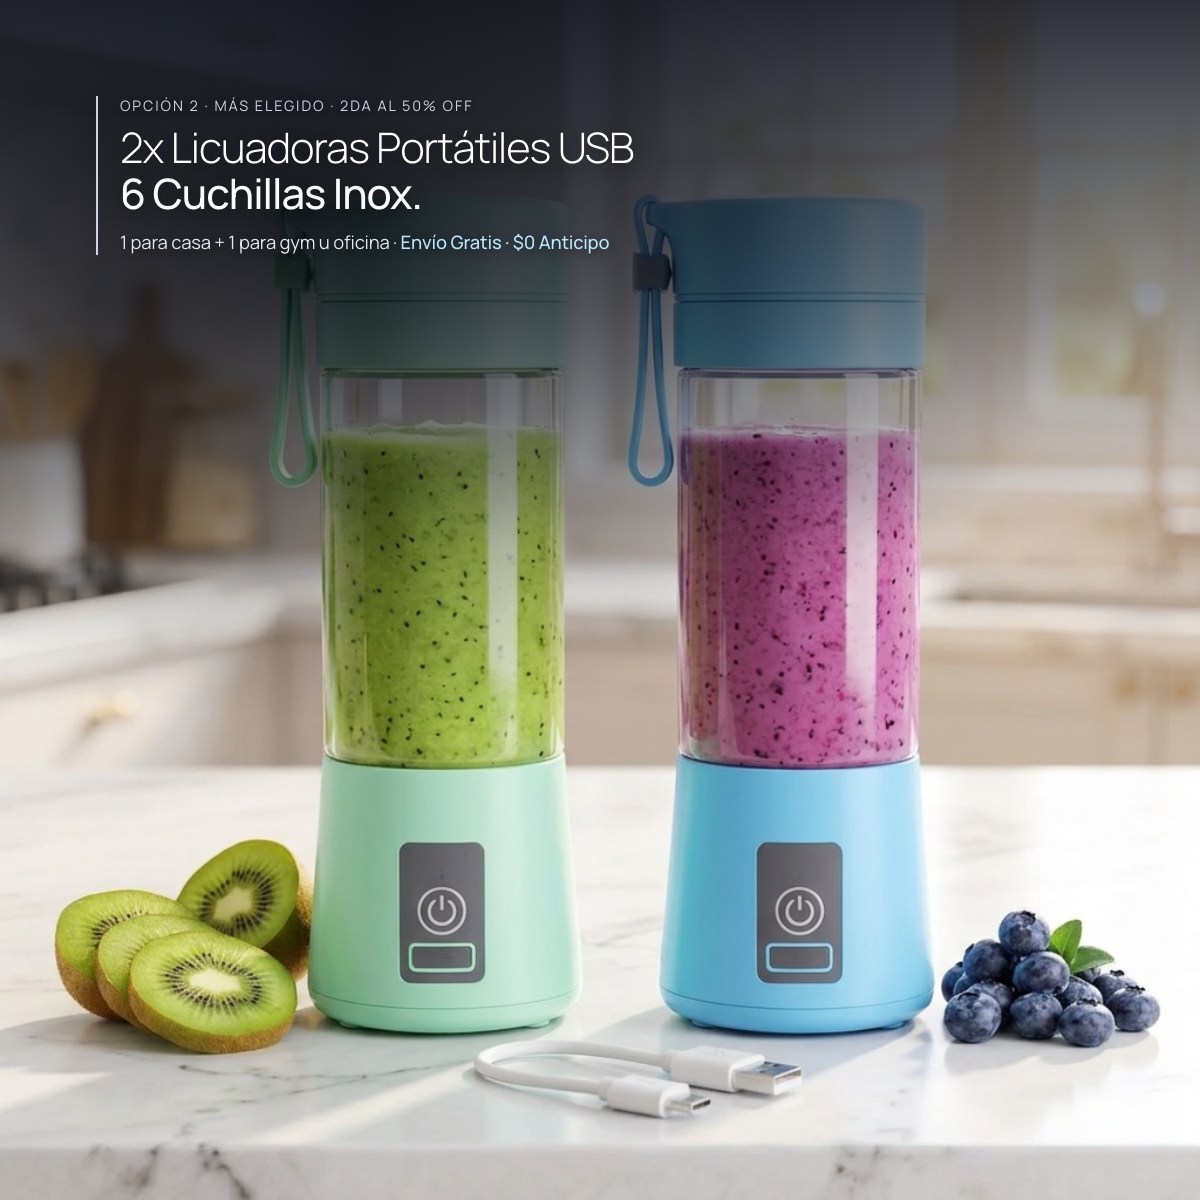 OPCIÓN 2 · MÁS ELEGIDO · 2DA AL 50% OFF
2x Licuadoras Portátiles USB
6 Cuchillas Inox.
1 para casa + 1 para gym u oficina · Envío Gratis · $0 Anticipo